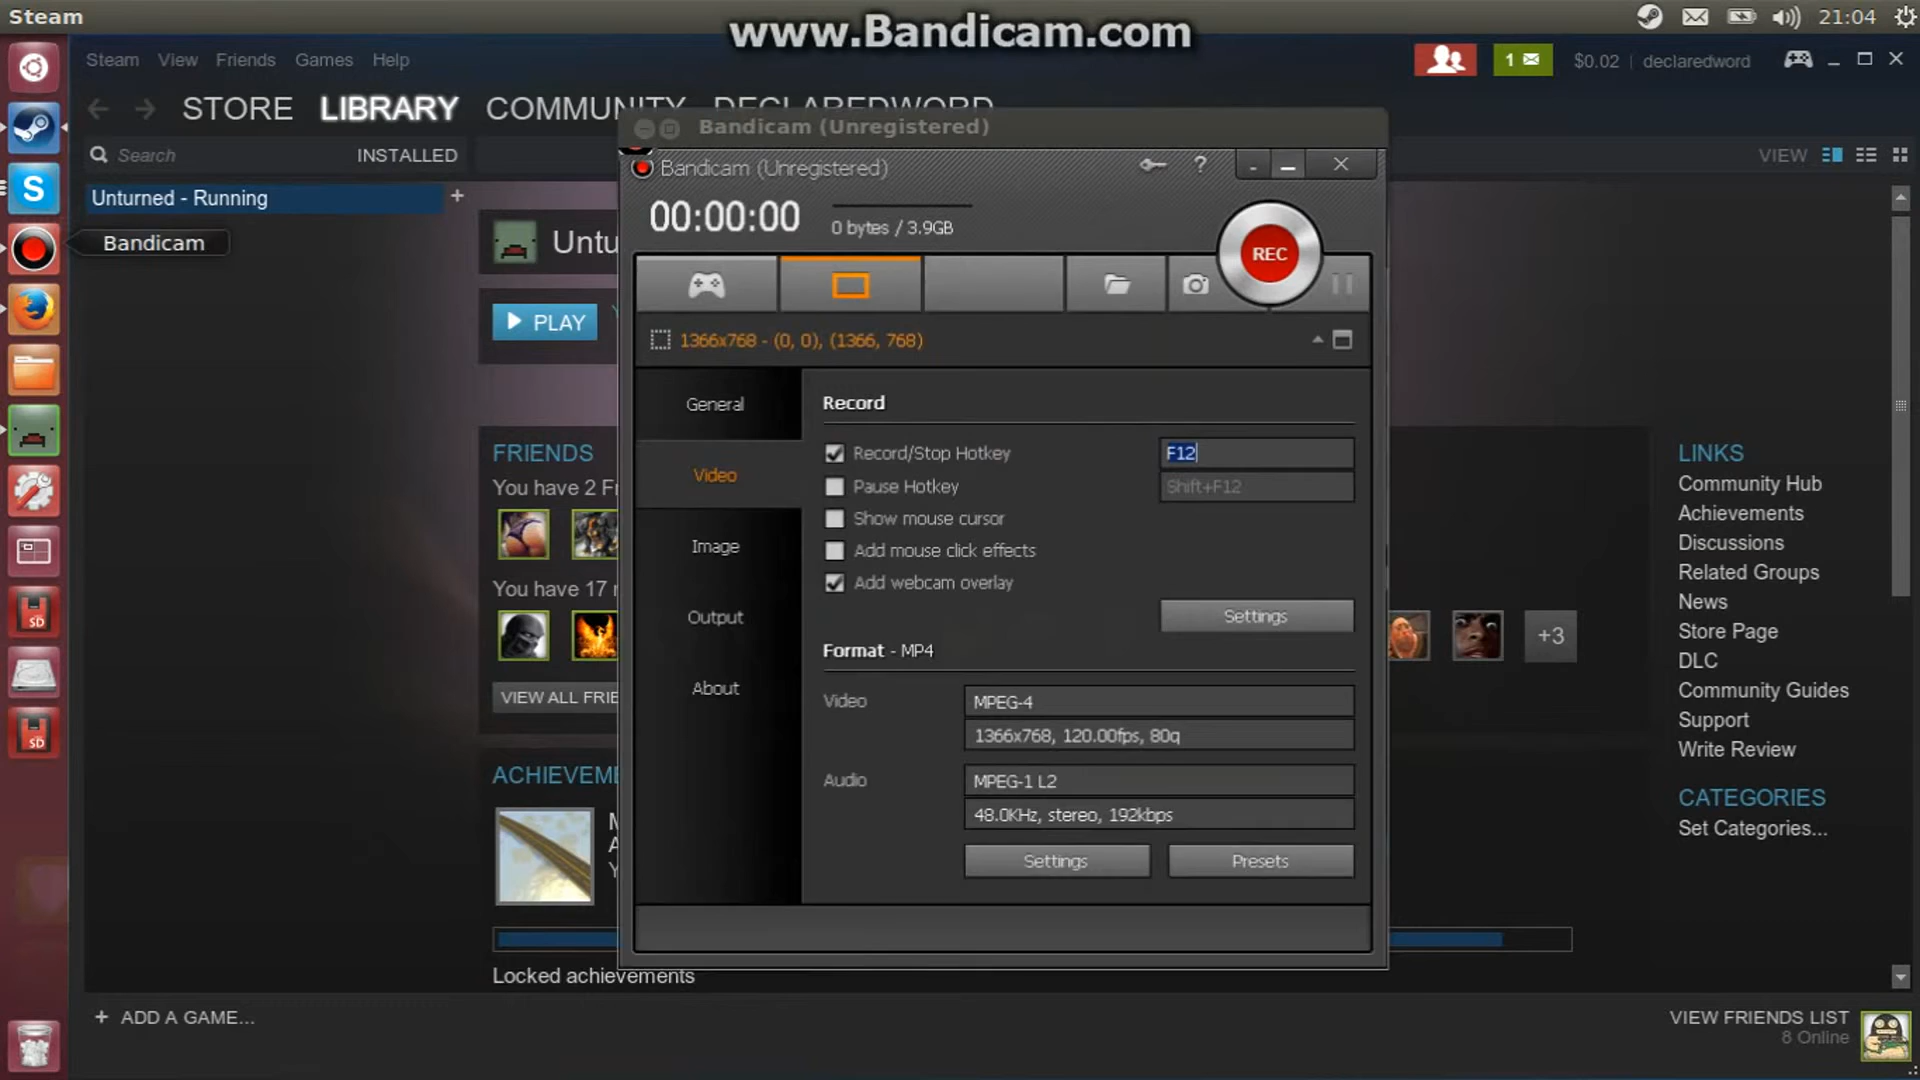 Steam
www.Bandicam.com
21:04
Steam View Friends Games Help
1
$0.02 declaredword
STORE LIBRARY COMMUNITY DECLAREDWORD
Search INSTALLED
VIEW
Unturned - Running +
Bandicam
Untu
PLAY
FRIENDS
You have 2 Fr
You have 17 r
VIEW ALL FRIE
+3
ACHIEVEME
M
A
Y
Locked achievements
Bandicam (Unregistered)
Bandicam (Unregistered)
?
00:00:00
0 bytes / 3.9GB
REC
1366x768 - (0, 0), (1366, 768)
General
Video
Image
Output
About
Record
Record/Stop Hotkey F12
Pause Hotkey Shift+F12
Show mouse cursor
Add mouse click effects
Add webcam overlay
Settings
Format - MP4
Video MPEG-4
1366x768, 120.00fps, 80q
Audio MPEG-1 L2
48.0KHz, stereo, 192kbps
Settings Presets
LINKS
Community Hub
Achievements
Discussions
Related Groups
News
Store Page
DLC
Community Guides
Support
Write Review
CATEGORIES
Set Categories...
SD
SD
+ ADD A GAME...
VIEW FRIENDS LIST
8 Online